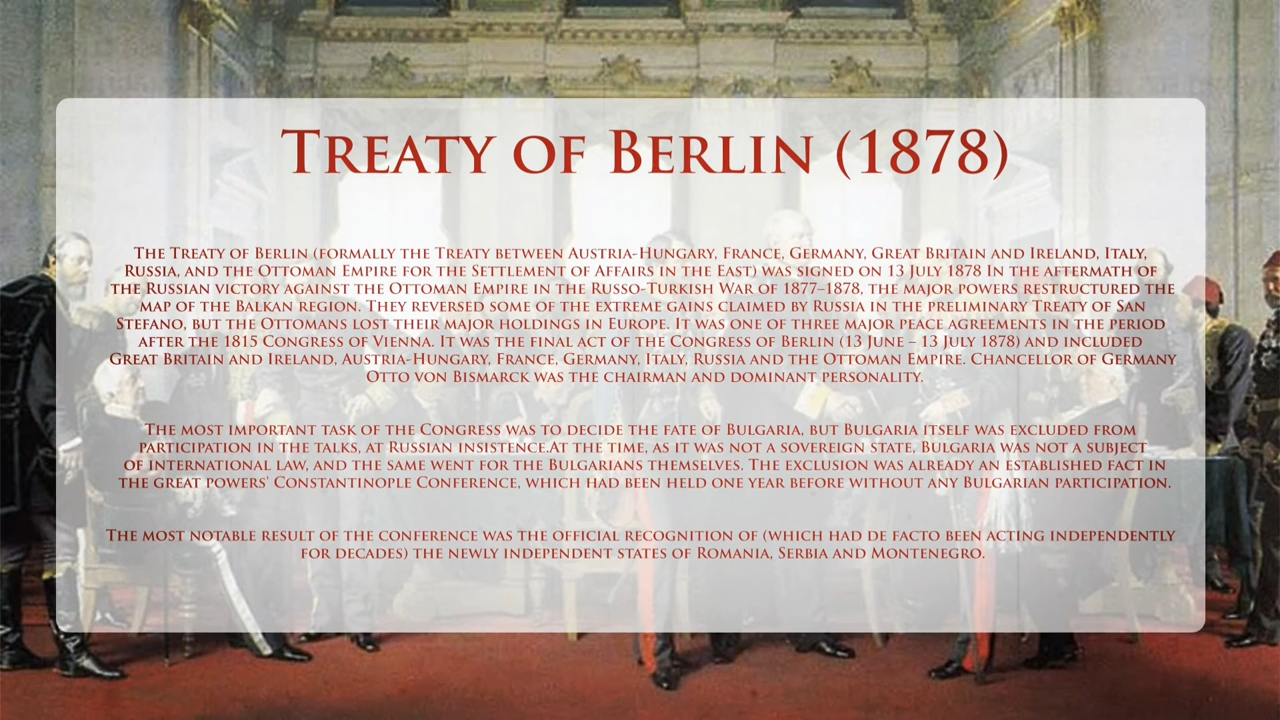 Treaty of Berlin (1878)
The Treaty of Berlin (formally the Treaty between Austria-Hungary, France, Germany, Great Britain and Ireland, Italy,
Russia, and the Ottoman Empire for the Settlement of Affairs in the East) was signed on 13 July 1878 In the aftermath of
the Russian victory against the Ottoman Empire in the Russo-Turkish War of 1877–1878, the major powers restructured the
map of the Balkan region. They reversed some of the extreme gains claimed by Russia in the preliminary Treaty of San
Stefano, but the Ottomans lost their major holdings in Europe. It was one of three major peace agreements in the period
after the 1815 Congress of Vienna. It was the final act of the Congress of Berlin (13 June – 13 July 1878) and included
Great Britain and Ireland, Austria-Hungary, France, Germany, Italy, Russia and the Ottoman Empire. Chancellor of Germany
Otto von Bismarck was the chairman and dominant personality.
The most important task of the Congress was to decide the fate of Bulgaria, but Bulgaria itself was excluded from
participation in the talks, at Russian insistence.At the time, as it was not a sovereign state, Bulgaria was not a subject
of international law, and the same went for the Bulgarians themselves. The exclusion was already an established fact in
the great powers' Constantinople Conference, which had been held one year before without any Bulgarian participation.
The most notable result of the conference was the official recognition of (which had de facto been acting independently
for decades) the newly independent states of Romania, Serbia and Montenegro.